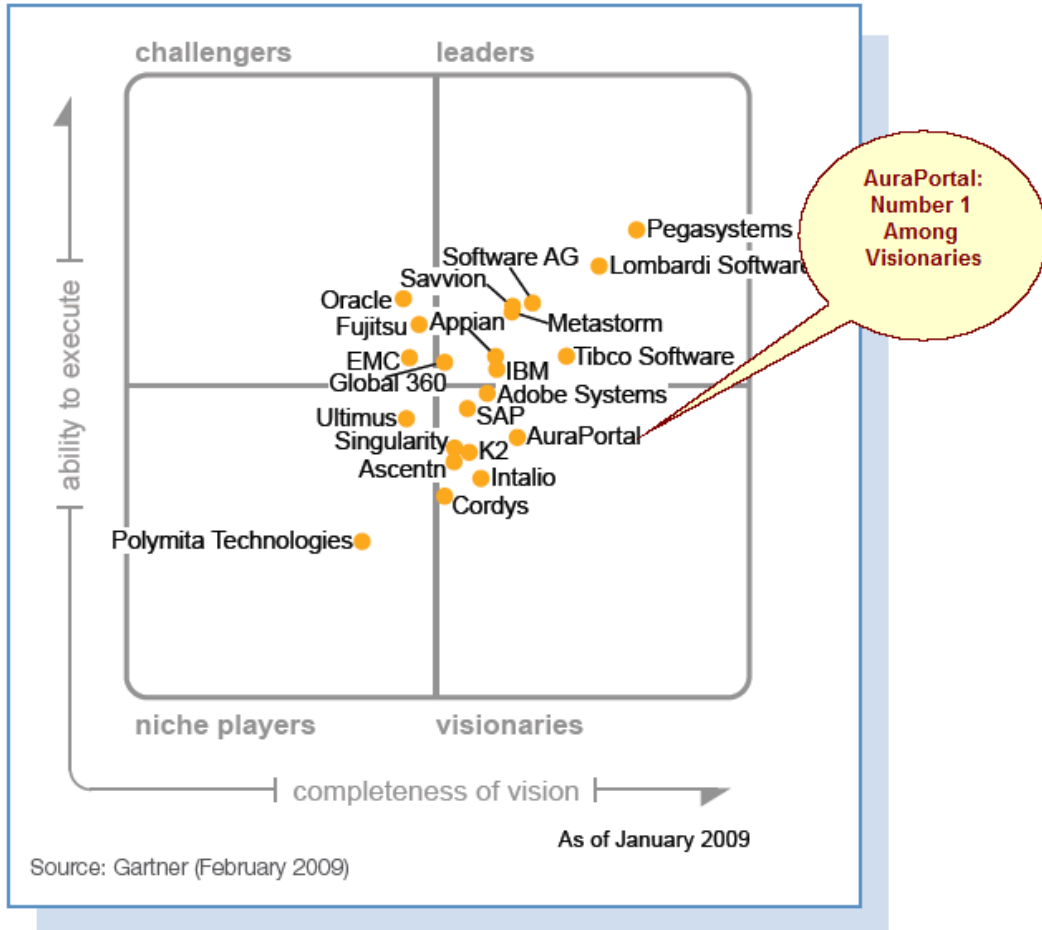 challengers
leaders
AuraPortal:
Number 1
Among
Visionaries
Pegasystems
Software AG
Lombardi Software
Savvion
Oracle
Fujitsu
Appian
Metastorm
EMC
Tibco Software
IBM
Global 360
Adobe Systems
SAP
Ultimus
AuraPortal
Singularity
K2
Ascentn
Intalio
Cordys
Polymita Technologies
ability to execute
niche players
visionaries
completeness of vision
As of January 2009
Source: Gartner (February 2009)